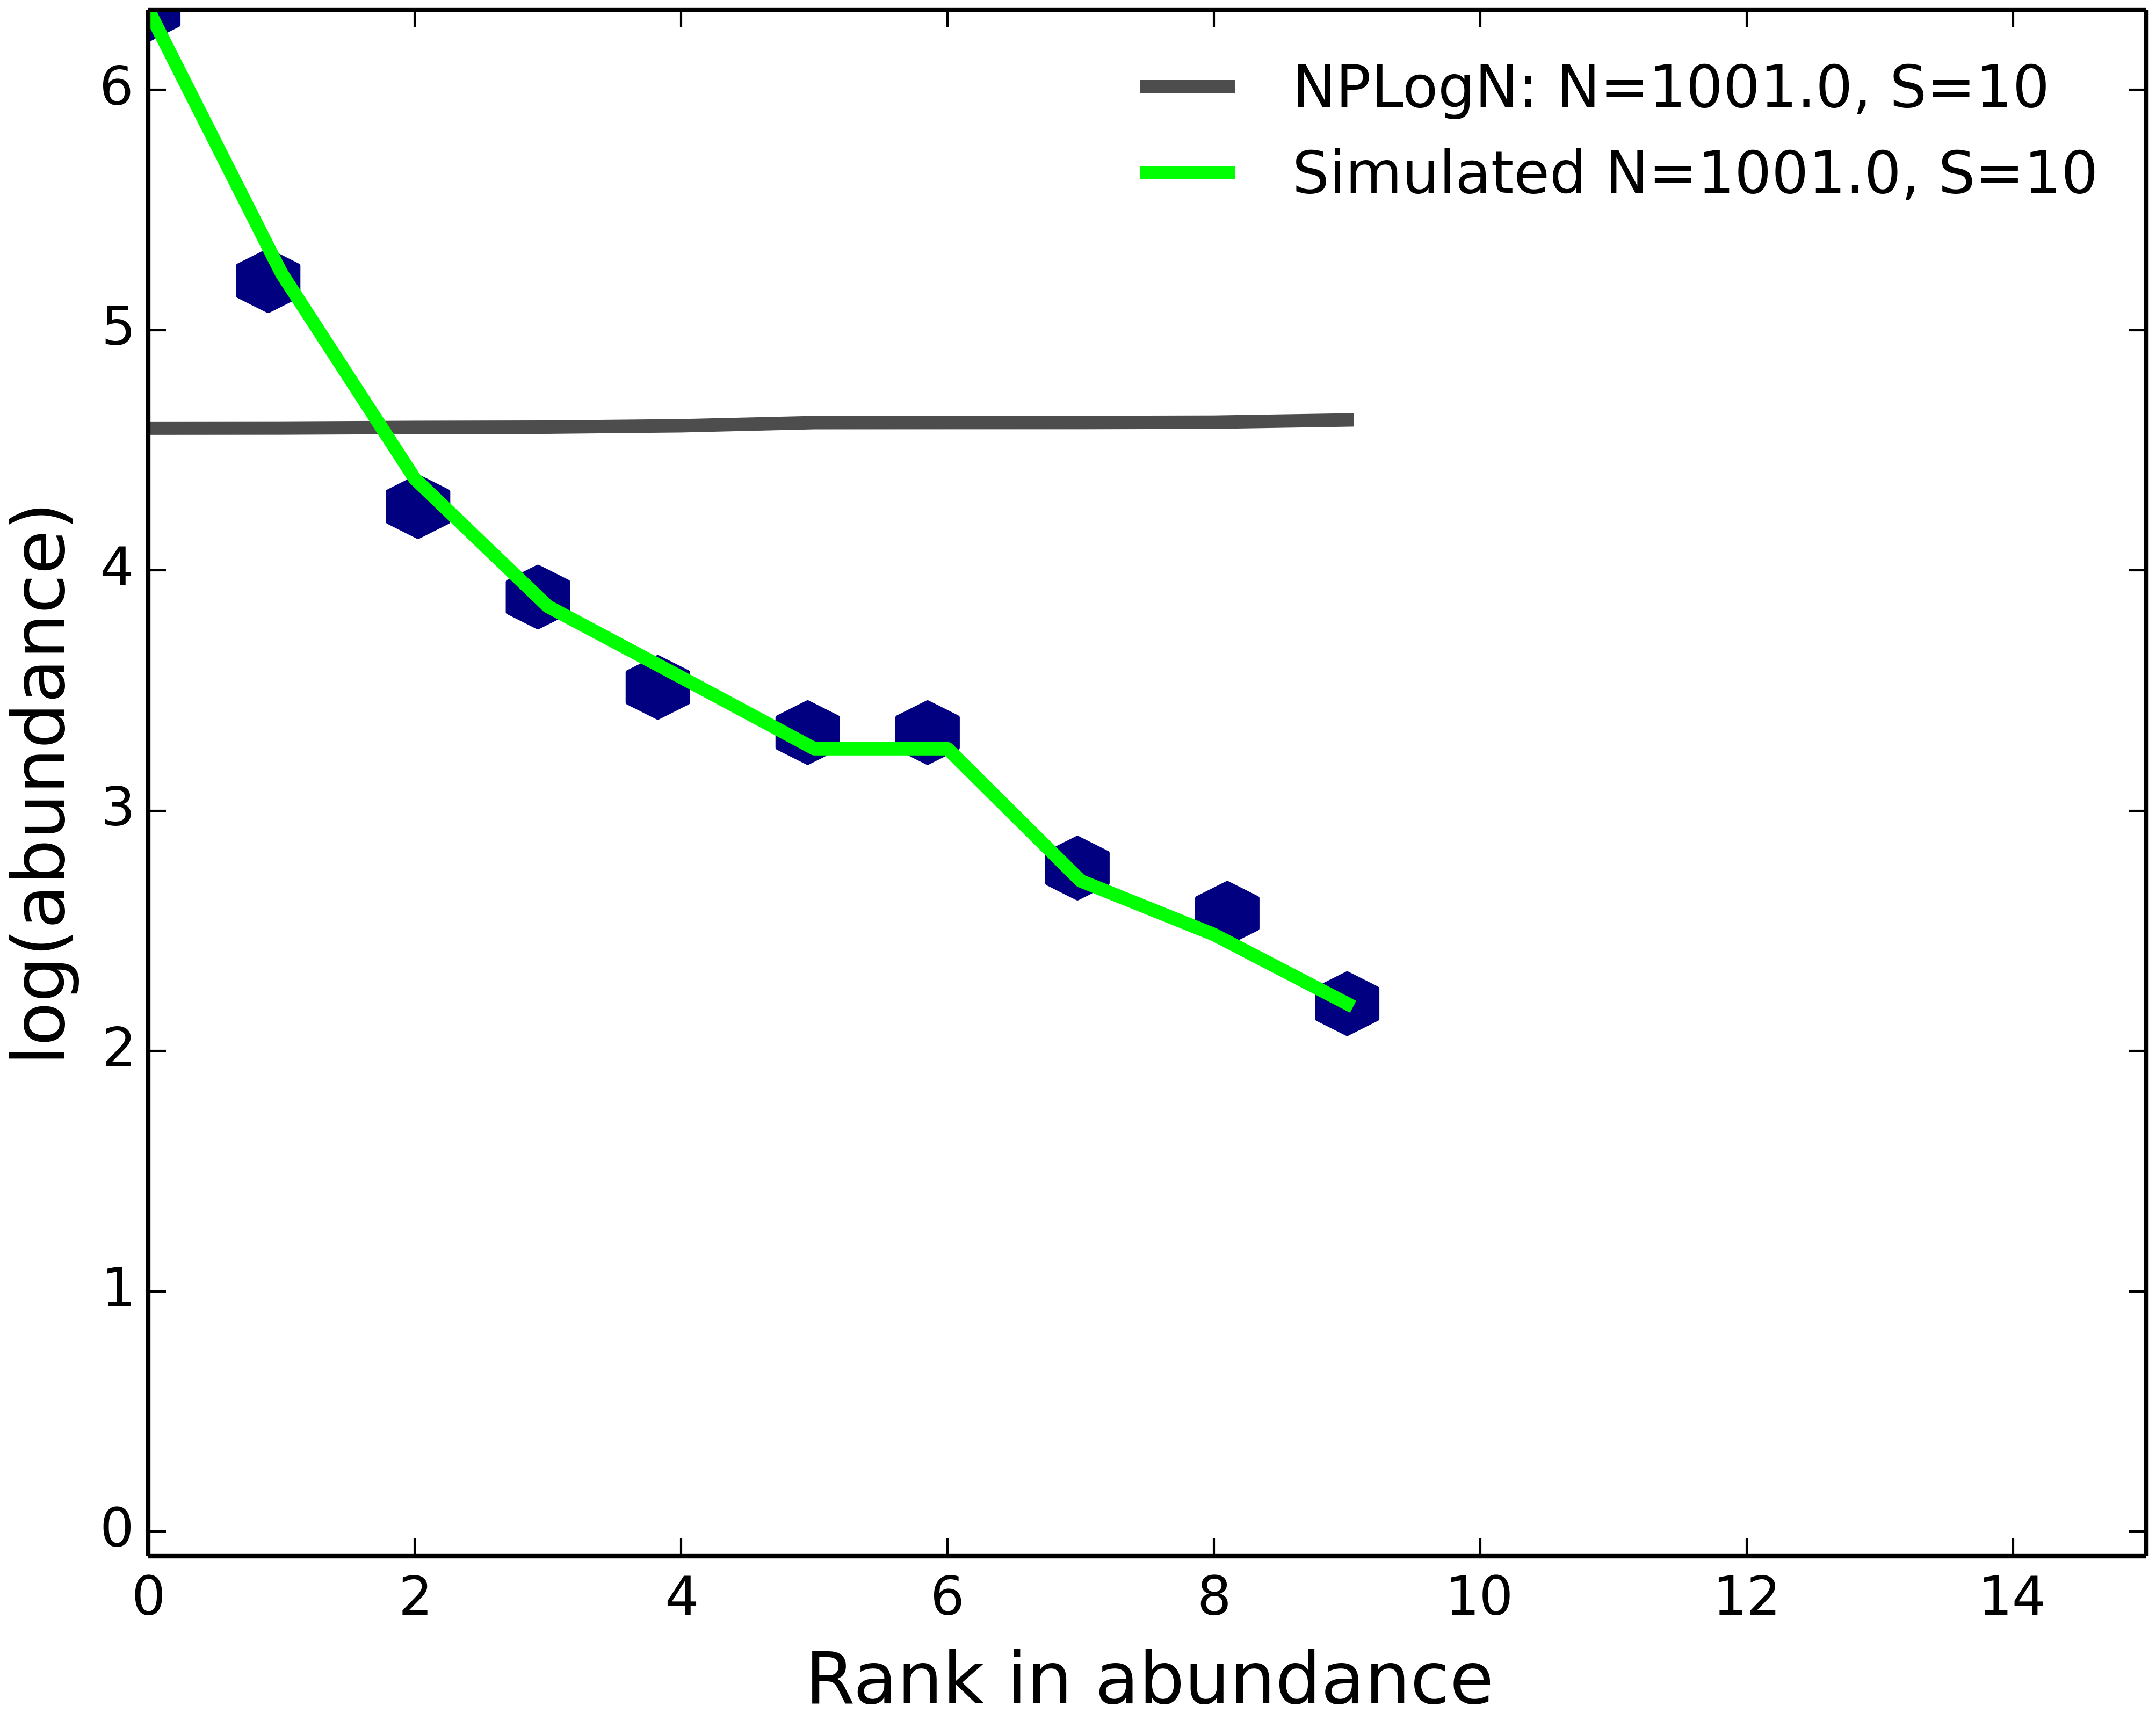 NPLogN: N=1001.0, S=10
Simulated N=1001.0, S=10
log(abundance)
6
5
4
3
2
1
0
0 2 4 6 8 10 12 14
Rank in abundance